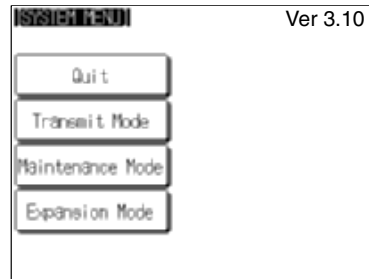 [SYSTEM MENU] Ver 3.10
Quit
Transmit Mode
Maintenance Mode
Expansion Mode